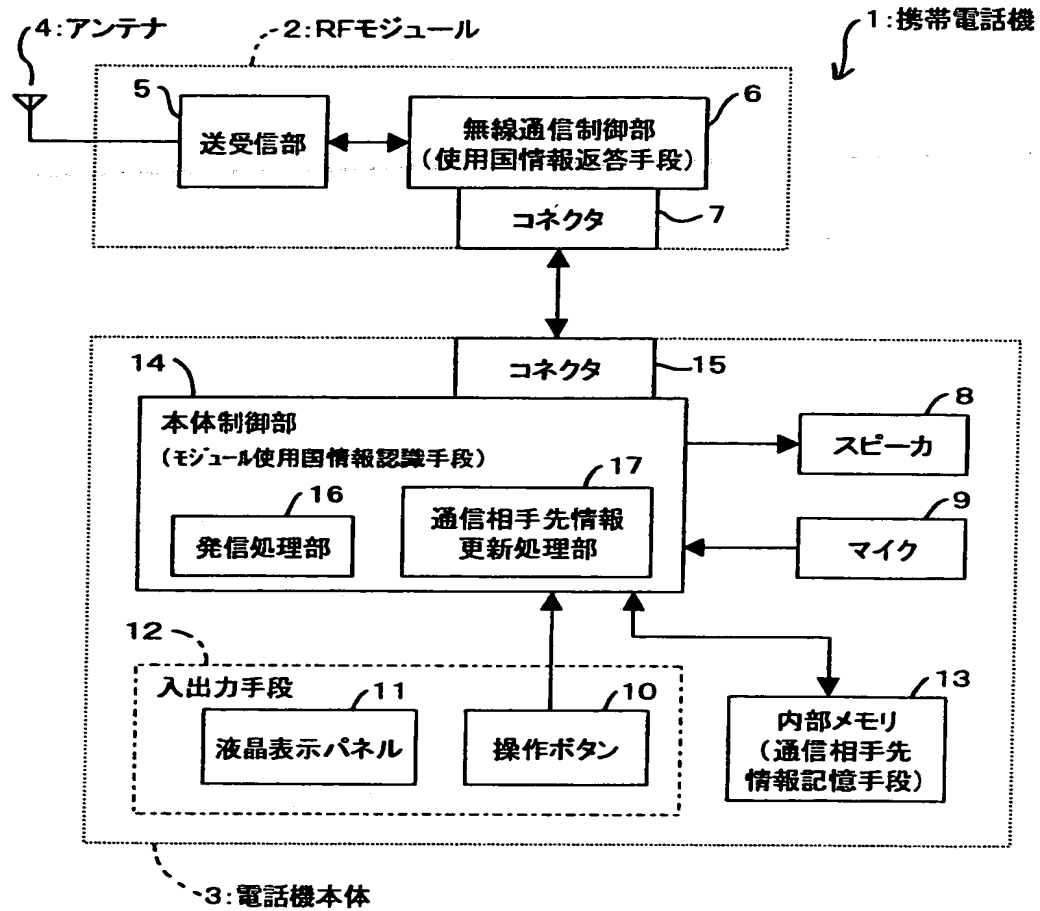 4:アンテナ
2:RFモジュール
1:携帯電話機
5
送受信部
6
無線通信制御部
(使用国情報返答手段)
コネクタ
7
14
コネクタ
15
本体制御部
(モジュール使用国情報認識手段)
8
スピーカ
16
発信処理部
17
通信相手先情報
更新処理部
9
マイク
12
入出力手段
11
液晶表示パネル
10
操作ボタン
13
内部メモリ
(通信相手先
情報記憶手段)
3:電話機本体